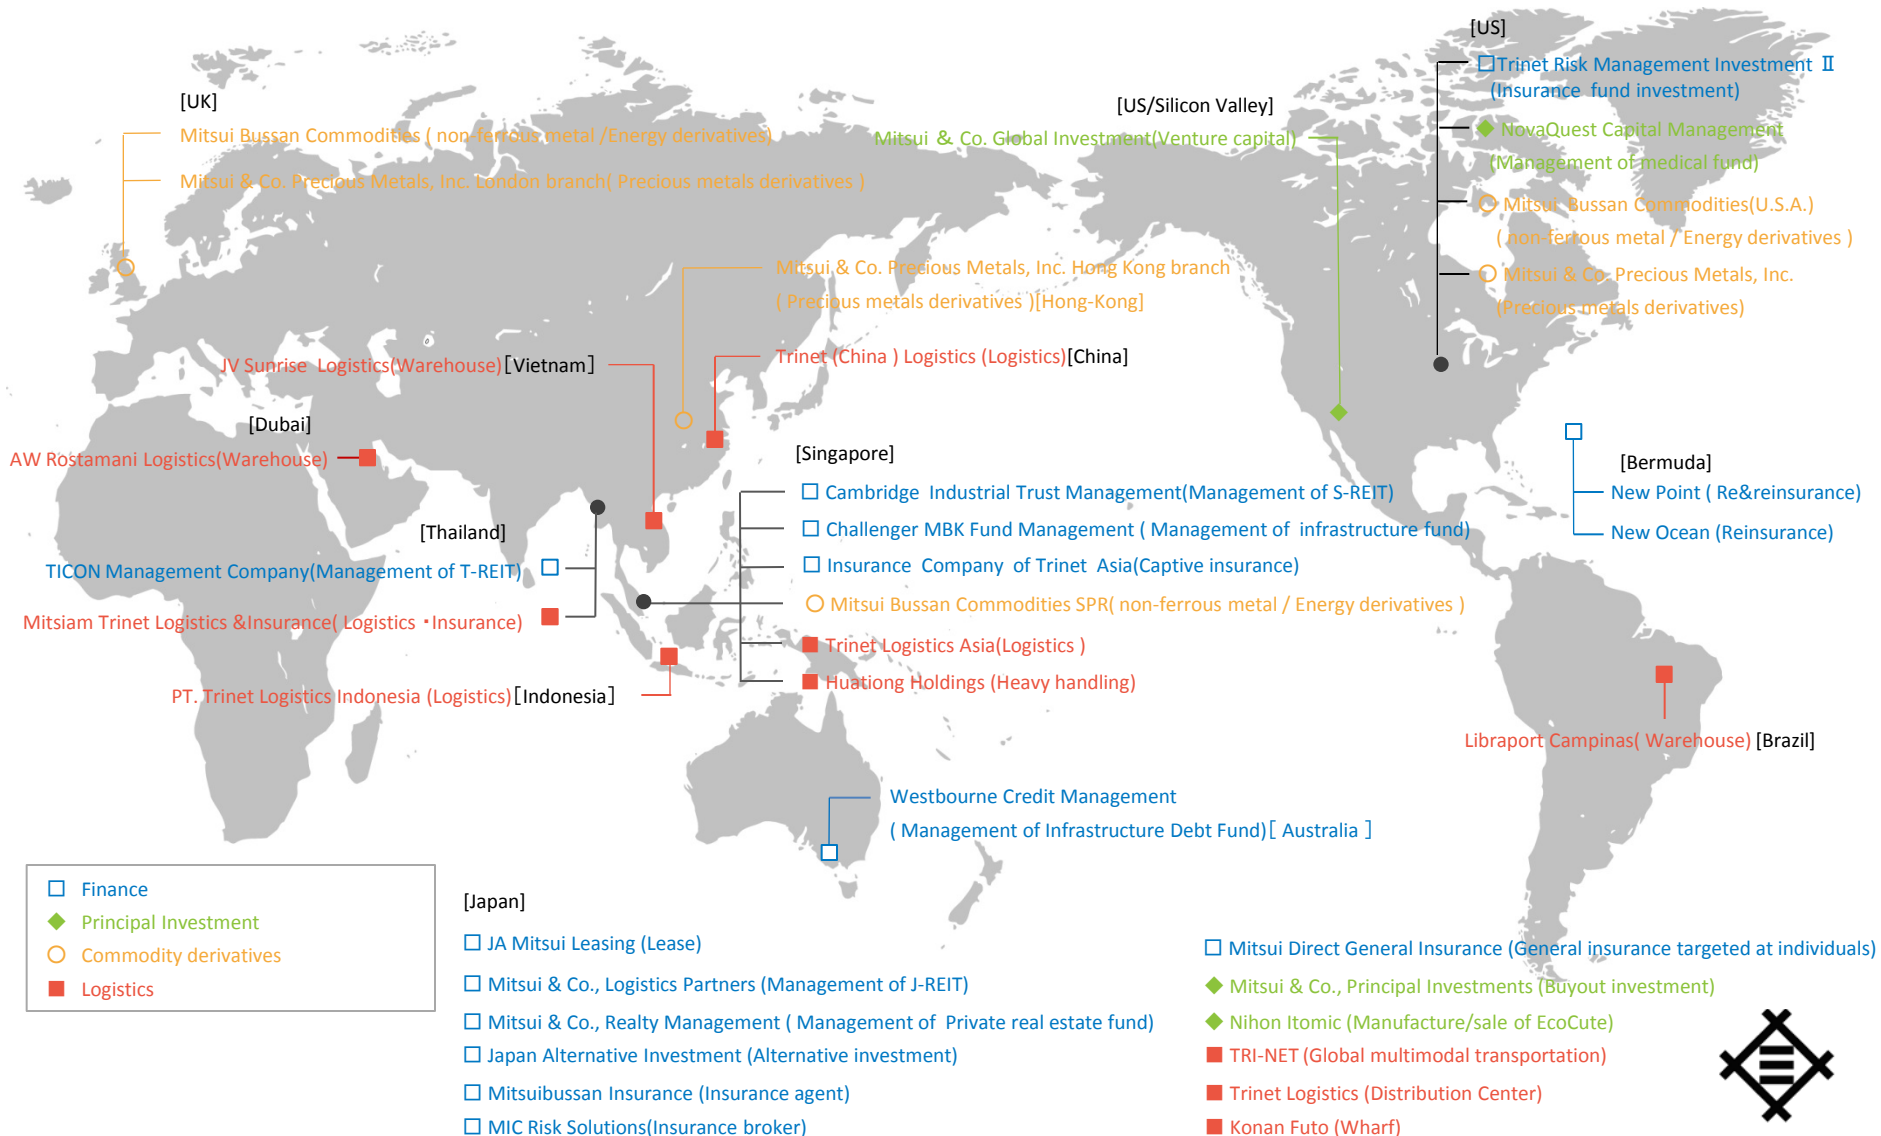 [US]
□Trinet Risk Management Investment Ⅱ
(Insurance fund investment)
[UK]
[US/Silicon Valley]
Mitsui Bussan Commodities ( non-ferrous metal /Energy derivatives)
Mitsui & Co. Global Investment(Venture capital)
◆ NovaQuest Capital Management
(Management of medical fund)
Mitsui & Co. Precious Metals, Inc. London branch( Precious metals derivatives )
○ Mitsui Bussan Commodities(U.S.A.)
( non-ferrous metal / Energy derivatives )
Mitsui & Co. Precious Metals, Inc. Hong Kong branch
( Precious metals derivatives )[Hong-Kong]
○ Mitsui & Co. Precious Metals, Inc.
(Precious metals derivatives)
JV Sunrise Logistics(Warehouse)[Vietnam]
Trinet (China ) Logistics (Logistics)[China]
[Dubai]
AW Rostamani Logistics(Warehouse)
[Singapore]
□ Cambridge Industrial Trust Management(Management of S-REIT)
□ Challenger MBK Fund Management ( Management of infrastructure fund)
□ Insurance Company of Trinet Asia(Captive insurance)
○ Mitsui Bussan Commodities SPR( non-ferrous metal / Energy derivatives )
■ Trinet Logistics Asia(Logistics )
■ Huationg Holdings (Heavy handling)
[Bermuda]
New Point ( Re&reinsurance)
New Ocean (Reinsurance)
[Thailand]
TICON Management Company(Management of T-REIT)
Mitsiam Trinet Logistics &Insurance( Logistics・Insurance)
PT. Trinet Logistics Indonesia (Logistics)[Indonesia]
Libraport Campinas( Warehouse) [Brazil]
Westbourne Credit Management
( Management of Infrastructure Debt Fund)[ Australia ]
□ Finance
◆ Principal Investment
○ Commodity derivatives
■ Logistics
[Japan]
□ JA Mitsui Leasing (Lease)
□ Mitsui & Co., Logistics Partners (Management of J-REIT)
□ Mitsui & Co., Realty Management ( Management of Private real estate fund)
□ Japan Alternative Investment (Alternative investment)
□ Mitsuibussan Insurance (Insurance agent)
□ MIC Risk Solutions(Insurance broker)
□ Mitsui Direct General Insurance (General insurance targeted at individuals)
◆ Mitsui & Co., Principal Investments (Buyout investment)
◆ Nihon Itomic (Manufacture/sale of EcoCute)
■ TRI-NET (Global multimodal transportation)
■ Trinet Logistics (Distribution Center)
■ Konan Futo (Wharf)